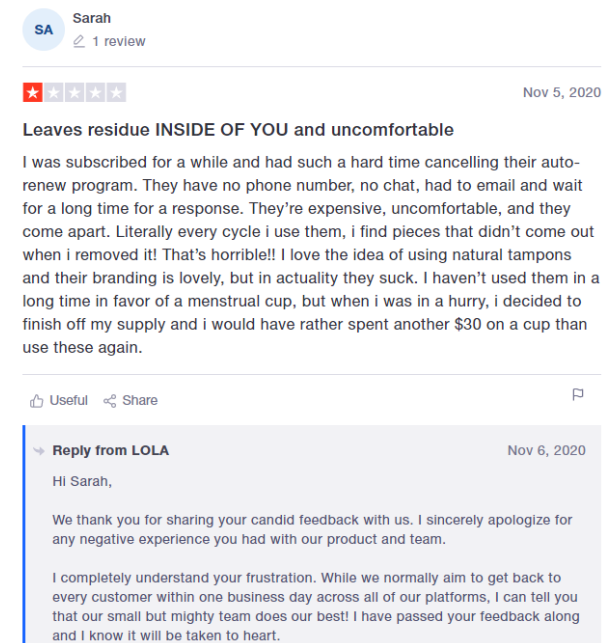 SA
Sarah
1 review
Nov 5, 2020
Leaves residue INSIDE OF YOU and uncomfortable
I was subscribed for a while and had such a hard time cancelling their auto-
renew program. They have no phone number, no chat, had to email and wait
for a long time for a response. They’re expensive, uncomfortable, and they
come apart. Literally every cycle i use them, i find pieces that didn’t come out
when i removed it! That’s horrible!! I love the idea of using natural tampons
and their branding is lovely, but in actuality they suck. I haven’t used them in a
long time in favor of a menstrual cup, but when i was in a hurry, i decided to
finish off my supply and i would have rather spent another $30 on a cup than
use these again.
Useful Share
Reply from LOLA Nov 6, 2020
Hi Sarah,
We thank you for sharing your candid feedback with us. I sincerely apologize for
any negative experience you had with our product and team.
I completely understand your frustration. While we normally aim to get back to
every customer within one business day across all of our platforms, I can tell you
that our small but mighty team does our best! I have passed your feedback along
and I know it will be taken to heart.